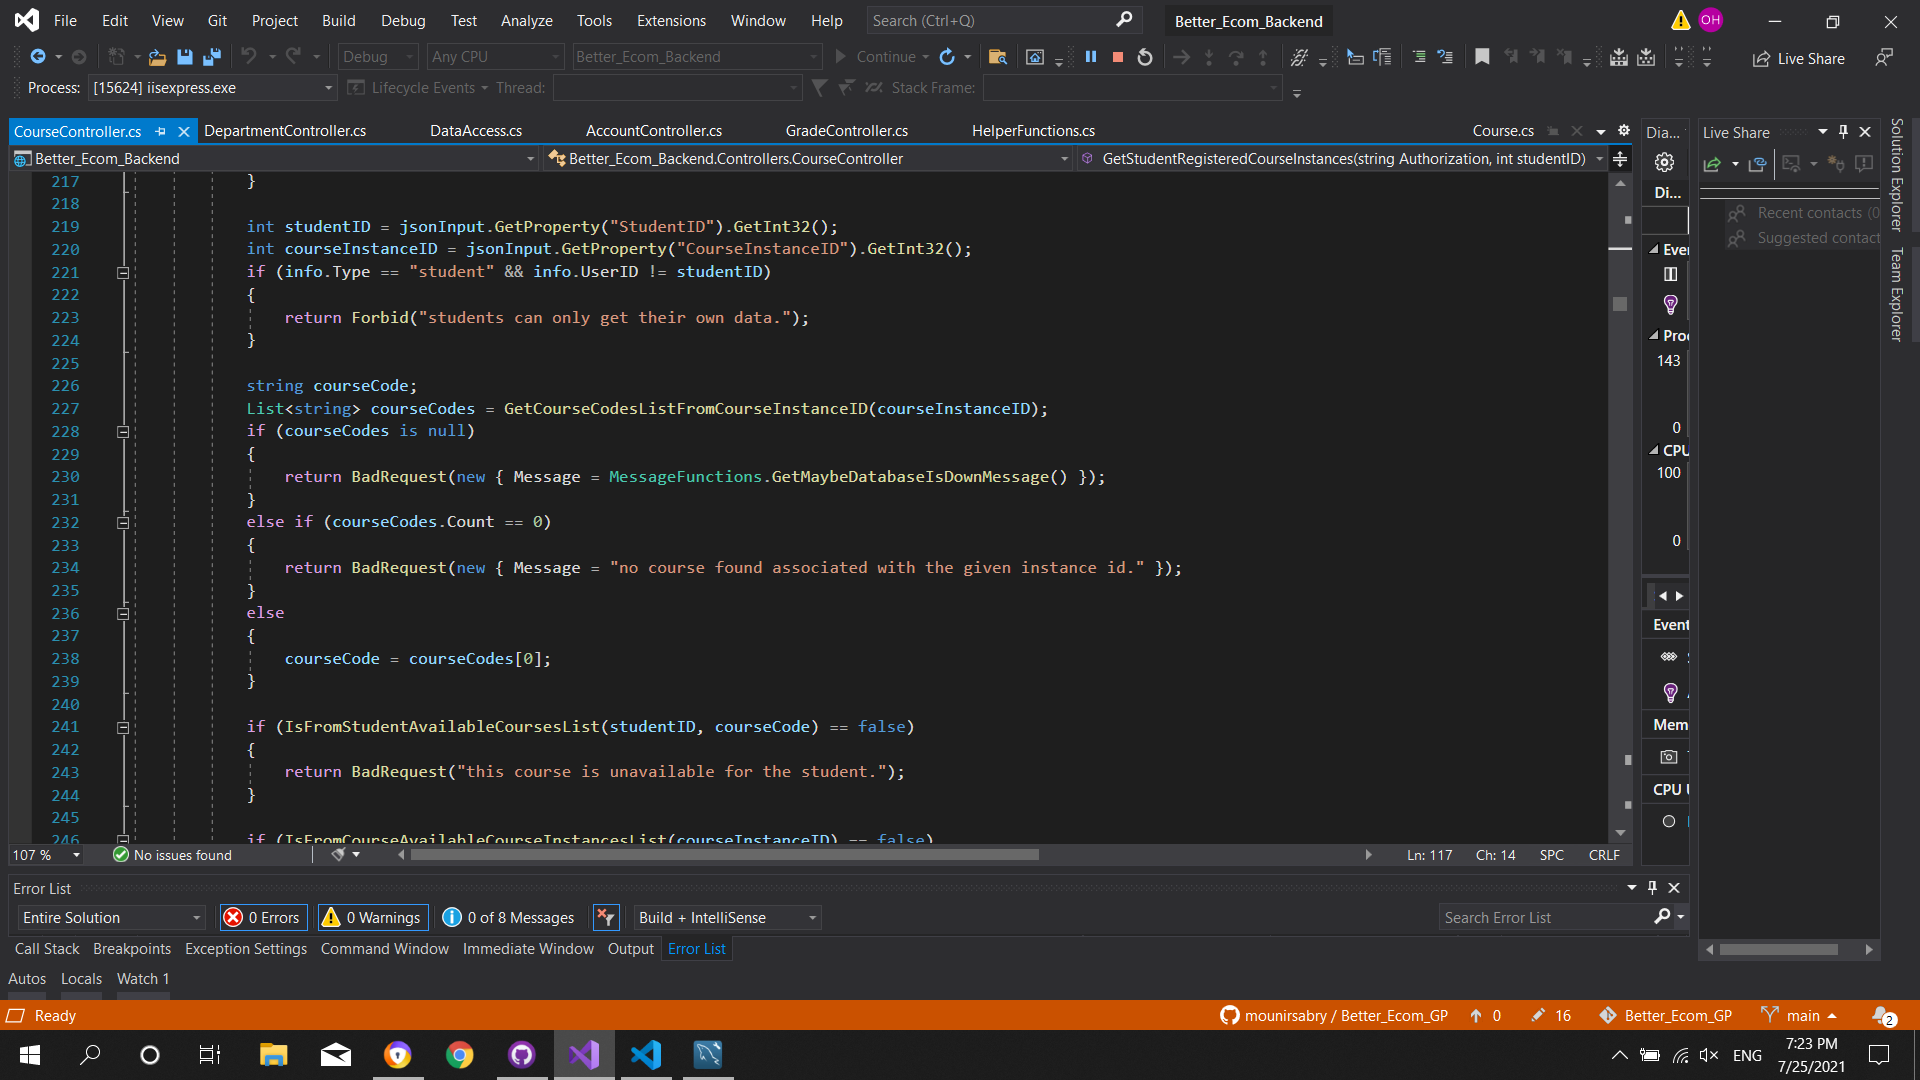 File Edit View Git Project Build Debug Test Analyze Tools Extensions Window Help Search (Ctrl+Q) Better_Ecom_Backend OH
Debug Any CPU Better_Ecom_Backend Continue Live Share
Process: [15624] iisexpress.exe Lifecycle Events Thread: Stack Frame:
CourseController.cs DepartmentController.cs DataAccess.cs AccountController.cs GradeController.cs HelperFunctions.cs Course.cs Dia... Live Share
Better_Ecom_Backend Better_Ecom_Backend.Controllers.CourseController GetStudentRegisteredCourseInstances(string Authorization, int studentID)
217 }
218
219 int studentID = jsonInput.GetProperty("StudentID").GetInt32();
220 int courseInstanceID = jsonInput.GetProperty("CourseInstanceID").GetInt32();
221 if (info.Type == "student" && info.UserID != studentID)
222 {
223 return Forbid("students can only get their own data.");
224 }
225
226 string courseCode;
227 List<string> courseCodes = GetCourseCodesListFromCourseInstanceID(courseInstanceID);
228 if (courseCodes is null)
229 {
230 return BadRequest(new { Message = MessageFunctions.GetMaybeDatabaseIsDownMessage() });
231 }
232 else if (courseCodes.Count == 0)
233 {
234 return BadRequest(new { Message = "no course found associated with the given instance id." });
235 }
236 else
237 {
238 courseCode = courseCodes[0];
239 }
240
241 if (IsFromStudentAvailableCoursesList(studentID, courseCode) == false)
242 {
243 return BadRequest("this course is unavailable for the student.");
244 }
245
246 if (IsFromCourseAvailableCourseInstancesList(courseInstanceID) == false)
Di...
Ever
Proc
143
0
CPU
100
0
Event
Mem
CPU U
Recent contacts (0
Suggested contact
Solution Explorer
Team Explorer
107 % No issues found Ln: 117 Ch: 14 SPC CRLF
Error List
Entire Solution 0 Errors 0 Warnings 0 of 8 Messages Build + IntelliSense Search Error List
Call Stack Breakpoints Exception Settings Command Window Immediate Window Output Error List
Autos Locals Watch 1
Ready mounirsabry / Better_Ecom_GP 0 16 Better_Ecom_GP main 2
ENG 7:23 PM
7/25/2021